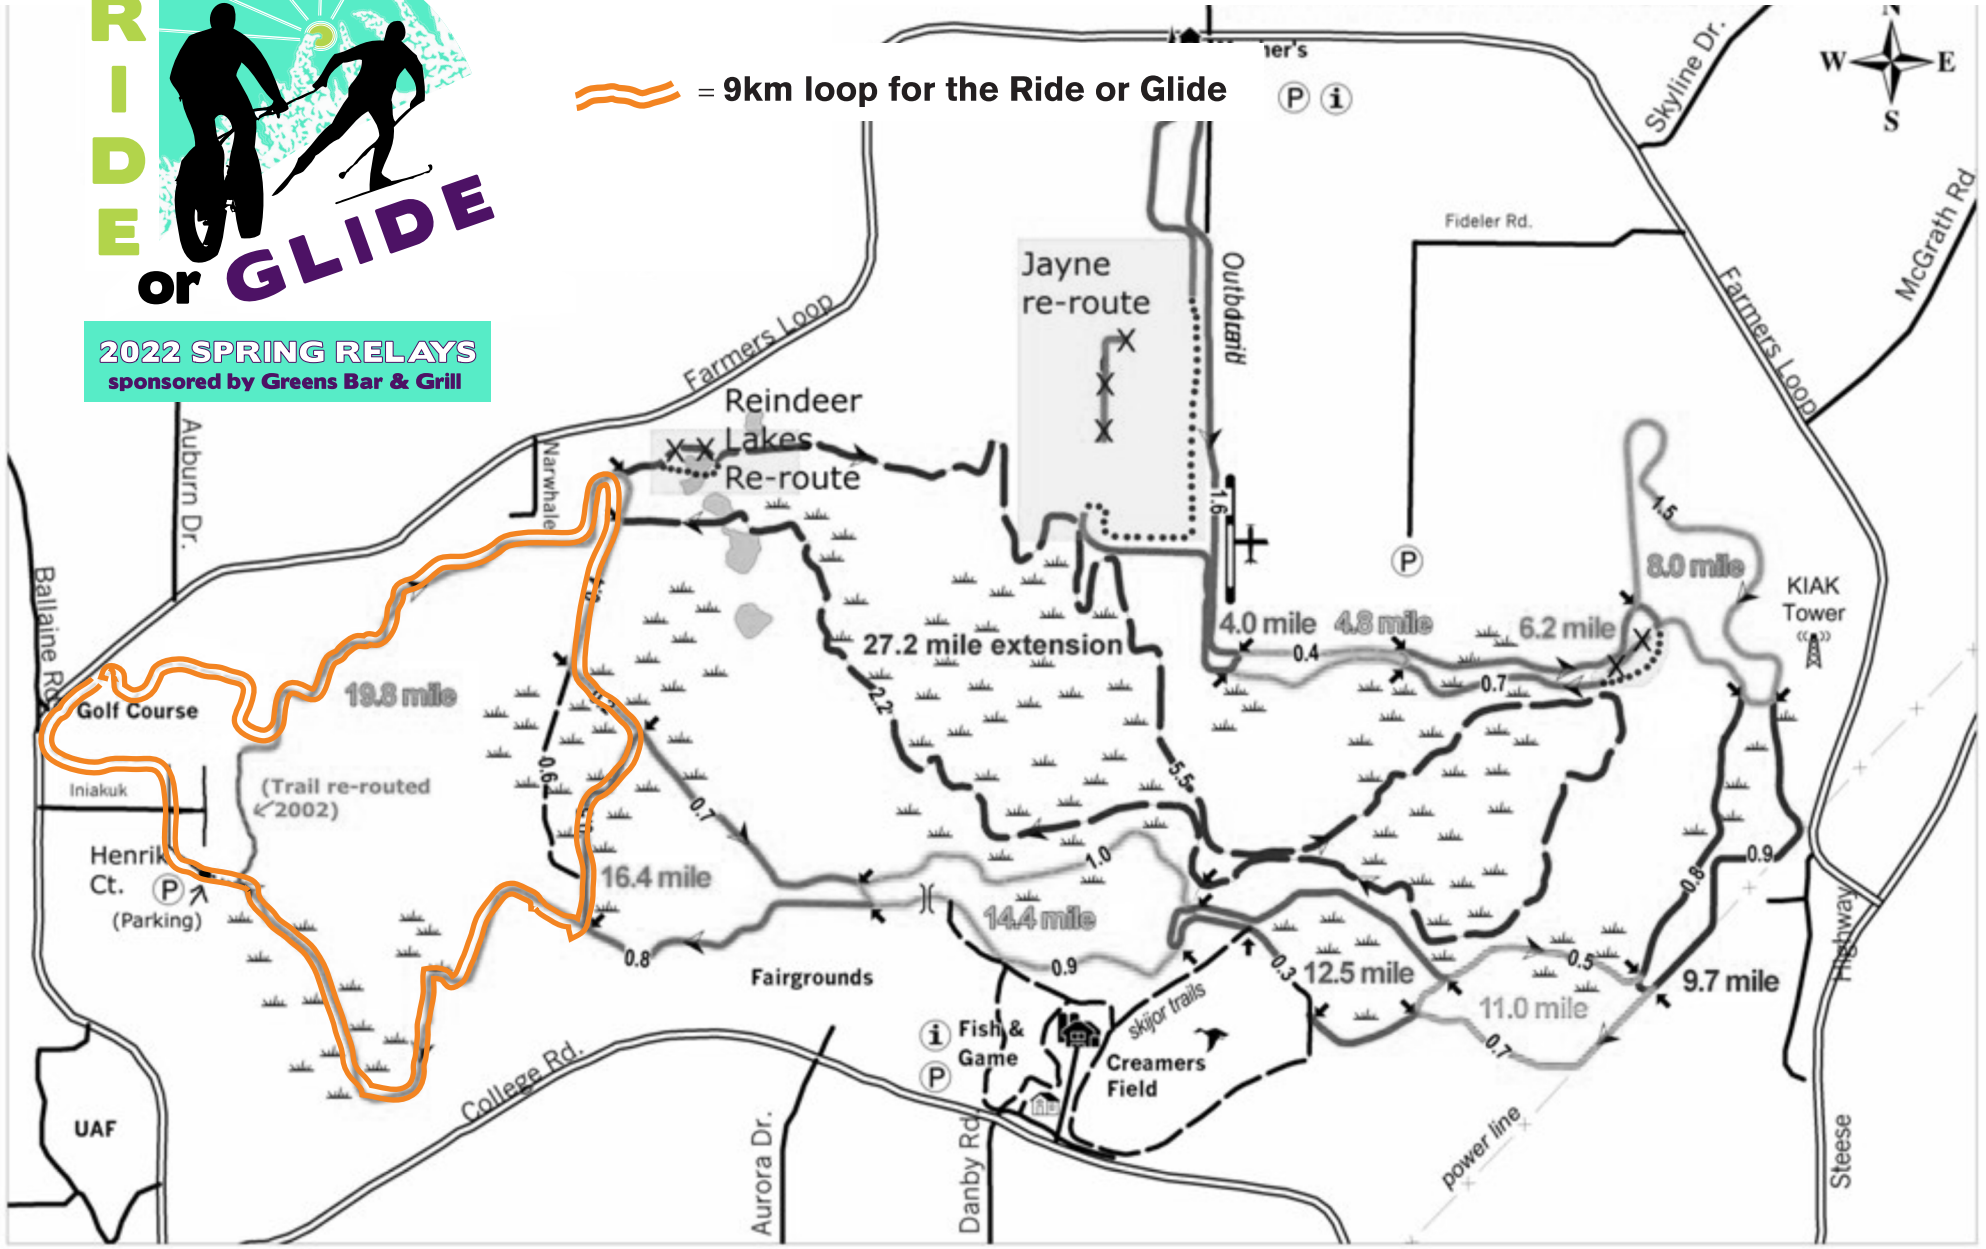 RIDE
or GLIDE
2022 SPRING RELAYS
sponsored by Greens Bar & Grill
= 9km loop for the Ride or Glide
P i
N
W E
S
Skyline Dr.
McGrath Rd
Fideler Rd.
Farmers Loop
Farmers Loop
Jayne
re-route
X
X
X
Reindeer
Lakes
Re-route
X X
Auburn Dr.
Narwhale
Ballaine Rd
1.6
1.5
8.0 mile
KIAK
Tower
P
4.0 mile 4.8 mile 6.2 mile
0.4
0.7
X X
27.2 mile extension
2.2
5.5
19.8 mile
Golf Course
Iniakuk
(Trail re-routed
2002)
0.6
0.7
Henrik
Ct.
P
(Parking)
16.4 mile
1.0
14.4 mile
0.9
0.8
Fairgrounds
0.3
12.5 mile
0.5
11.0 mile
0.7
9.7 mile
0.8
0.9
Highway
Steese
i Fish &
Game
P
skijor trails
Creamers
Field
College Rd.
UAF
Aurora Dr.
Danby Rd
power line